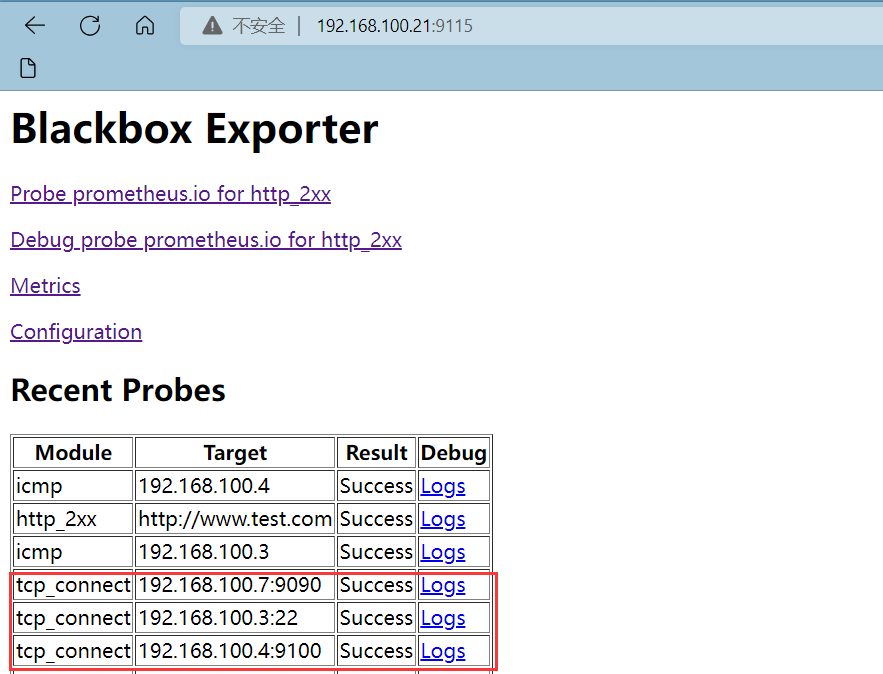 不安全 | 192.168.100.21:9115
Blackbox Exporter
Probe prometheus.io for http_2xx
Debug probe prometheus.io for http_2xx
Metrics
Configuration
Recent Probes
Module Target Result Debug
icmp 192.168.100.4 Success Logs
http_2xx http://www.test.com Success Logs
icmp 192.168.100.3 Success Logs
tcp_connect 192.168.100.7:9090 Success Logs
tcp_connect 192.168.100.3:22 Success Logs
tcp_connect 192.168.100.4:9100 Success Logs